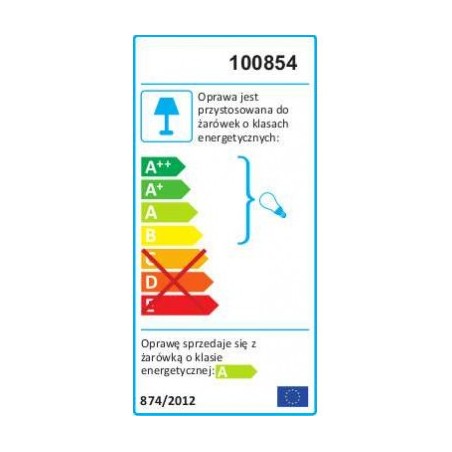 100854
Oprawa jest
przystosowana do
żarówek o klasach
energetycznych:
A++
A+
A
B
C
D
E
Oprawę sprzedaje się z
żarówką o klasie
energetycznej: A
874/2012